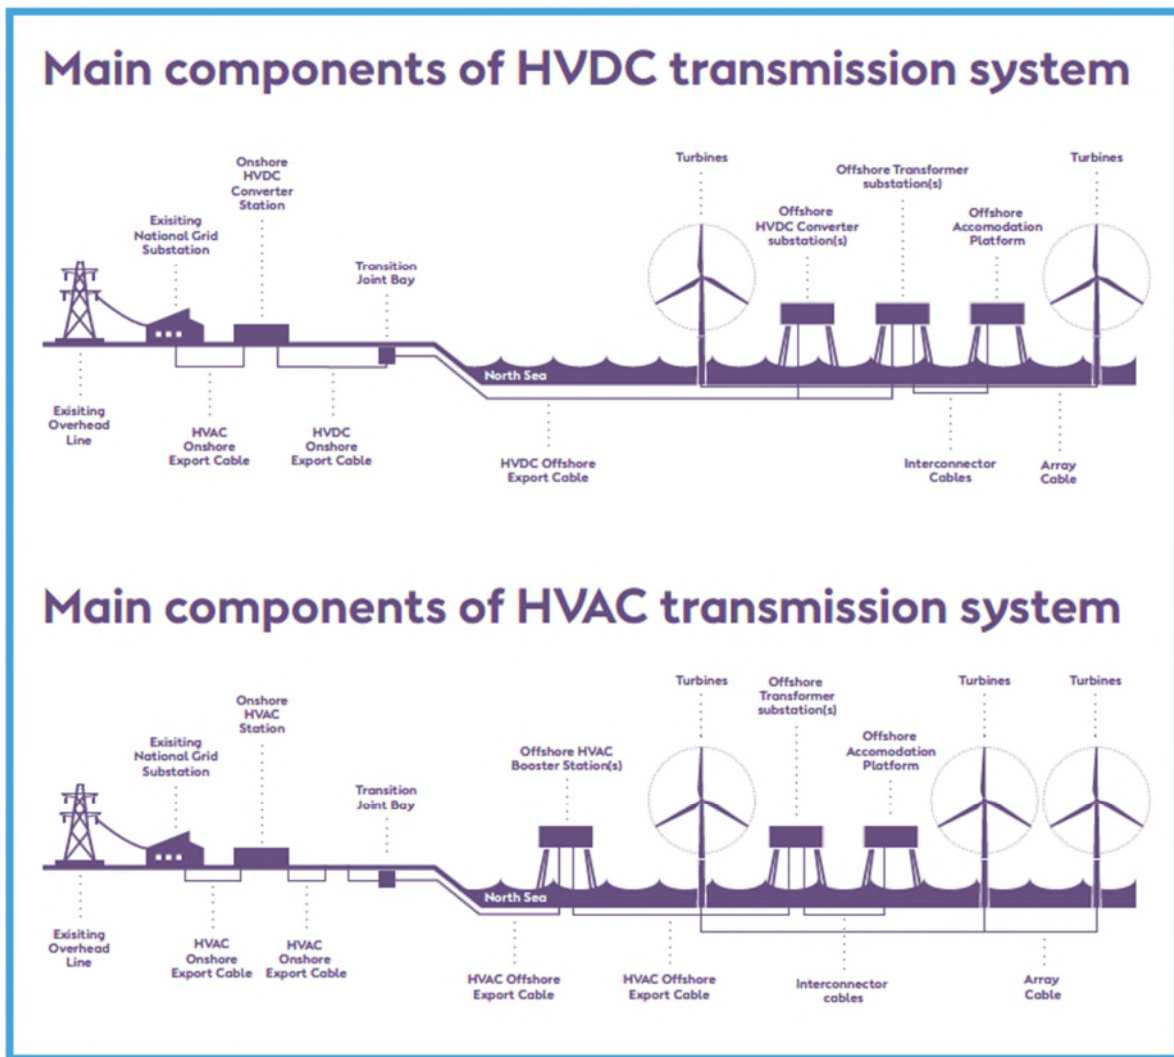 Main components of HVDC transmission system
Turbines
Offshore Transformer
substation(s)
Turbines
Onshore
HVDC
Converter
Station
Exisiting
National Grid
Substation
Offshore
HVDC Converter
substation(s)
Offshore
Accomodation
Platform
Transition
Joint Bay
North Sea
Exisiting
Overhead
Line
HVAC
Onshore
Export Cable
HVDC
Onshore
Export Cable
HVDC Offshore
Export Cable
Interconnector
Cables
Array
Cable
Main components of HVAC transmission system
Turbines
Offshore
Transformer
substation(s)
Turbines
Turbines
Onshore
HVAC
Station
Exisiting
National Grid
Substation
Offshore HVAC
Booster Station(s)
Offshore
Accomodation
Platform
Transition
Joint Bay
North Sea
Exisiting
Overhead
Line
HVAC
Onshore
Export Cable
HVAC
Onshore
Export Cable
HVAC Offshore
Export Cable
HVAC Offshore
Export Cable
Interconnector
cables
Array
Cable